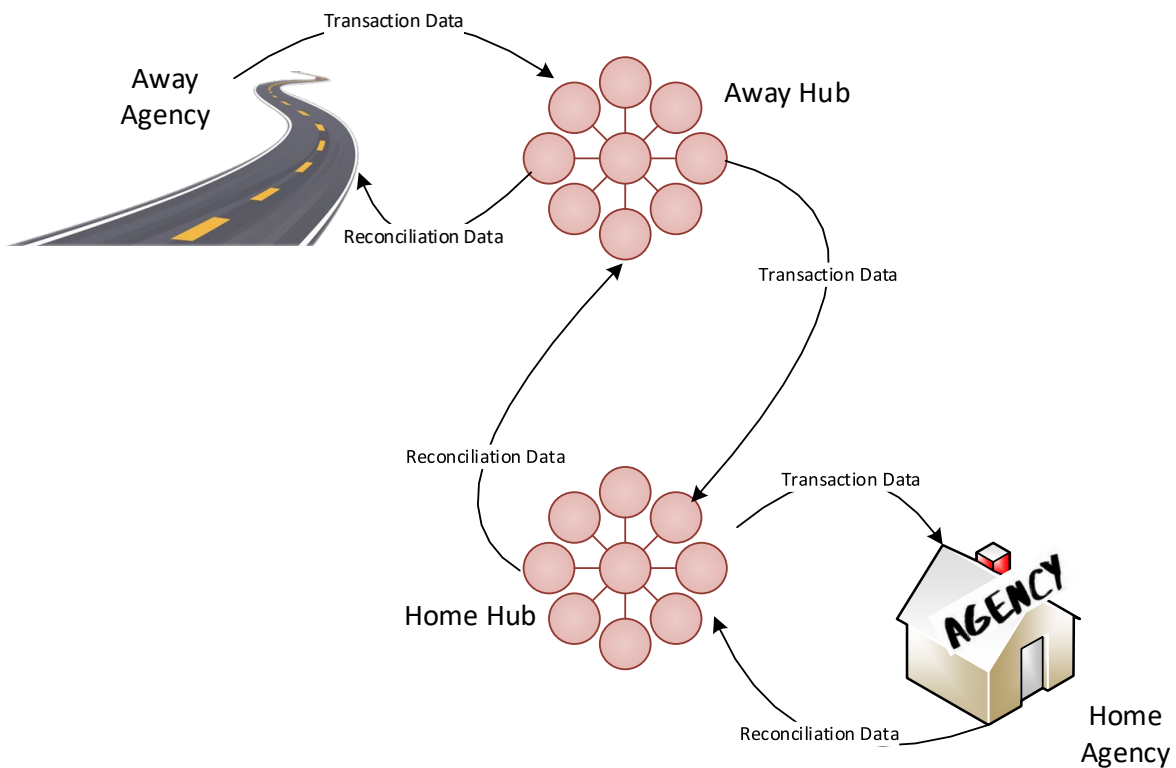 Transaction Data
Away
Agency
Away Hub
Reconciliation Data
Transaction Data
Reconciliation Data
Transaction Data
AGENCY
Home Hub
Reconciliation Data
Home
Agency